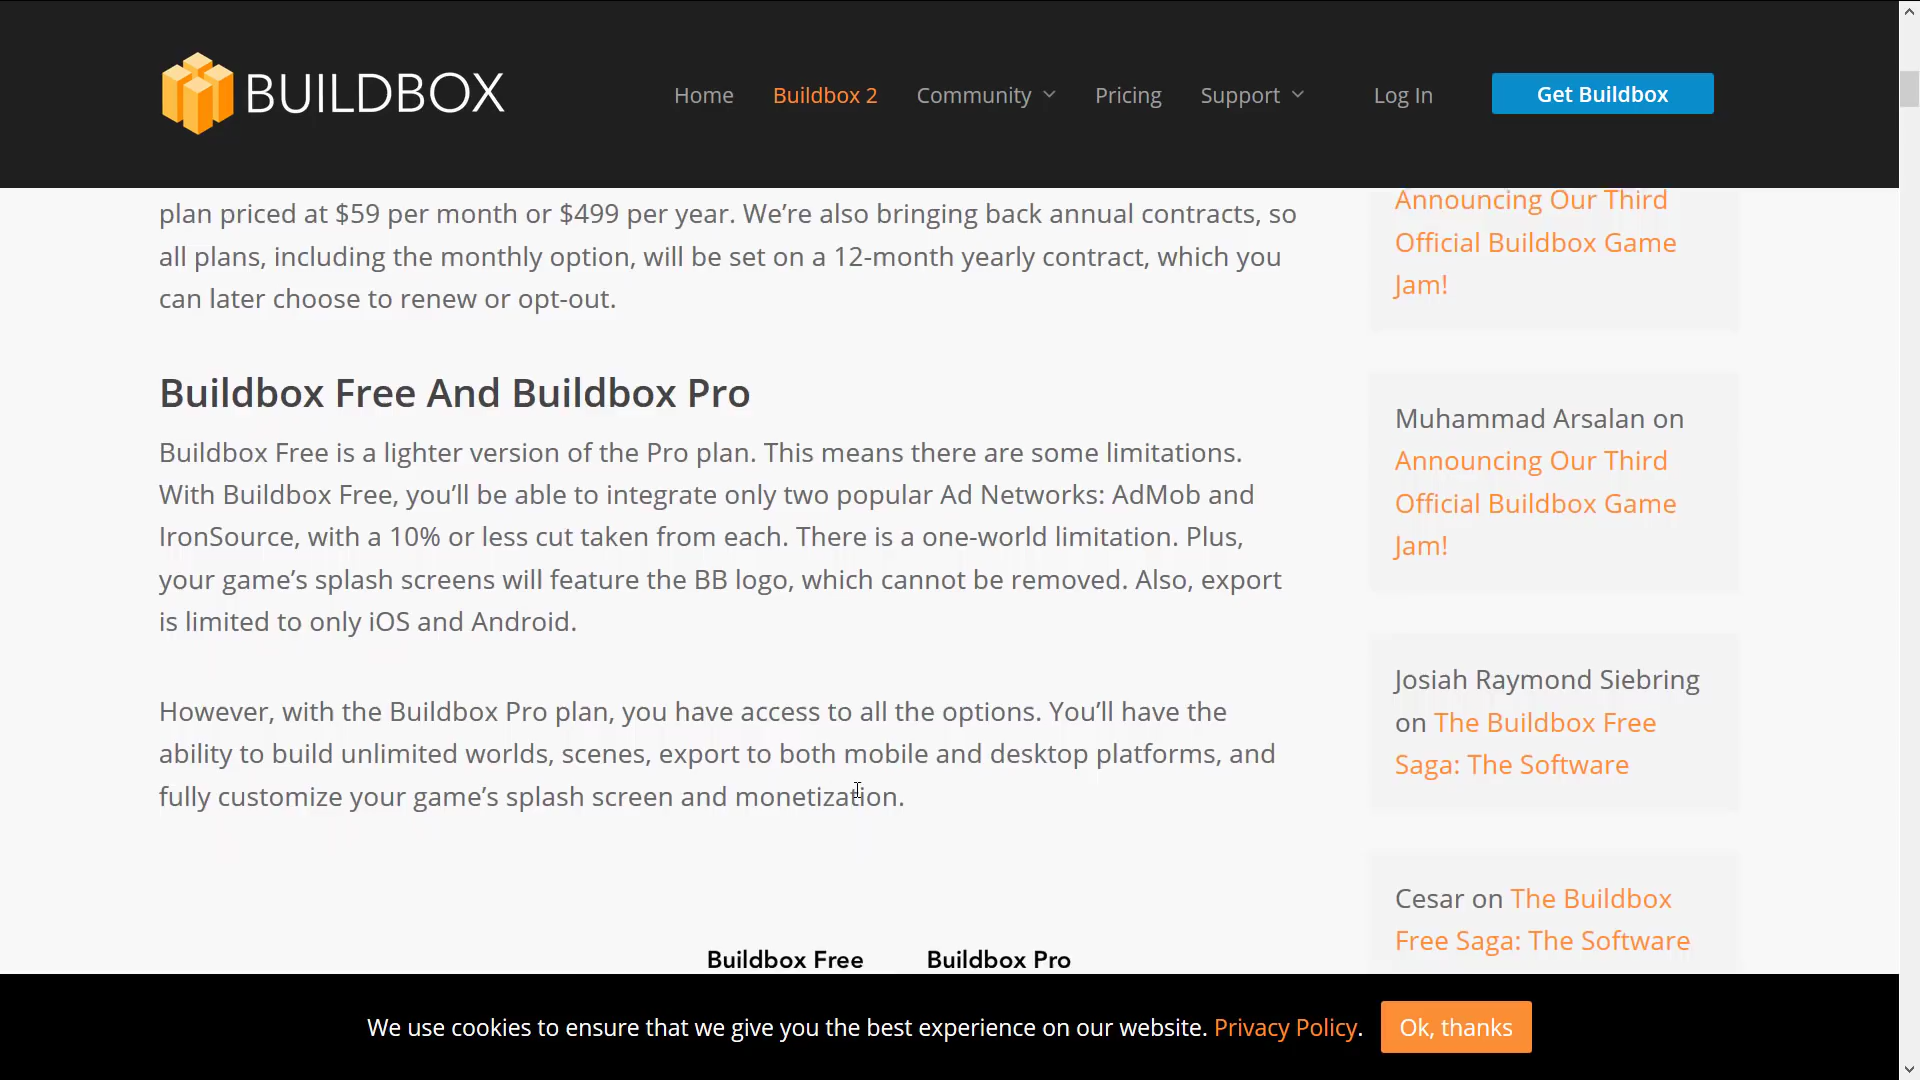 BUILDBOX
Home
Buildbox 2
Community
Pricing
Support
Log In
Get Buildbox
plan priced at $59 per month or $499 per year. We’re also bringing back annual contracts, so
all plans, including the monthly option, will be set on a 12-month yearly contract, which you
can later choose to renew or opt-out.
Buildbox Free And Buildbox Pro
Buildbox Free is a lighter version of the Pro plan. This means there are some limitations.
With Buildbox Free, you’ll be able to integrate only two popular Ad Networks: AdMob and
IronSource, with a 10% or less cut taken from each. There is a one-world limitation. Plus,
your game’s splash screens will feature the BB logo, which cannot be removed. Also, export
is limited to only iOS and Android.
However, with the Buildbox Pro plan, you have access to all the options. You’ll have the
ability to build unlimited worlds, scenes, export to both mobile and desktop platforms, and
fully customize your game’s splash screen and monetization.
Buildbox Free
Buildbox Pro
Announcing Our Third
Official Buildbox Game
Jam!
Muhammad Arsalan on
Announcing Our Third
Official Buildbox Game
Jam!
Josiah Raymond Siebring
on The Buildbox Free
Saga: The Software
Cesar on The Buildbox
Free Saga: The Software
We use cookies to ensure that we give you the best experience on our website. Privacy Policy.
Ok, thanks